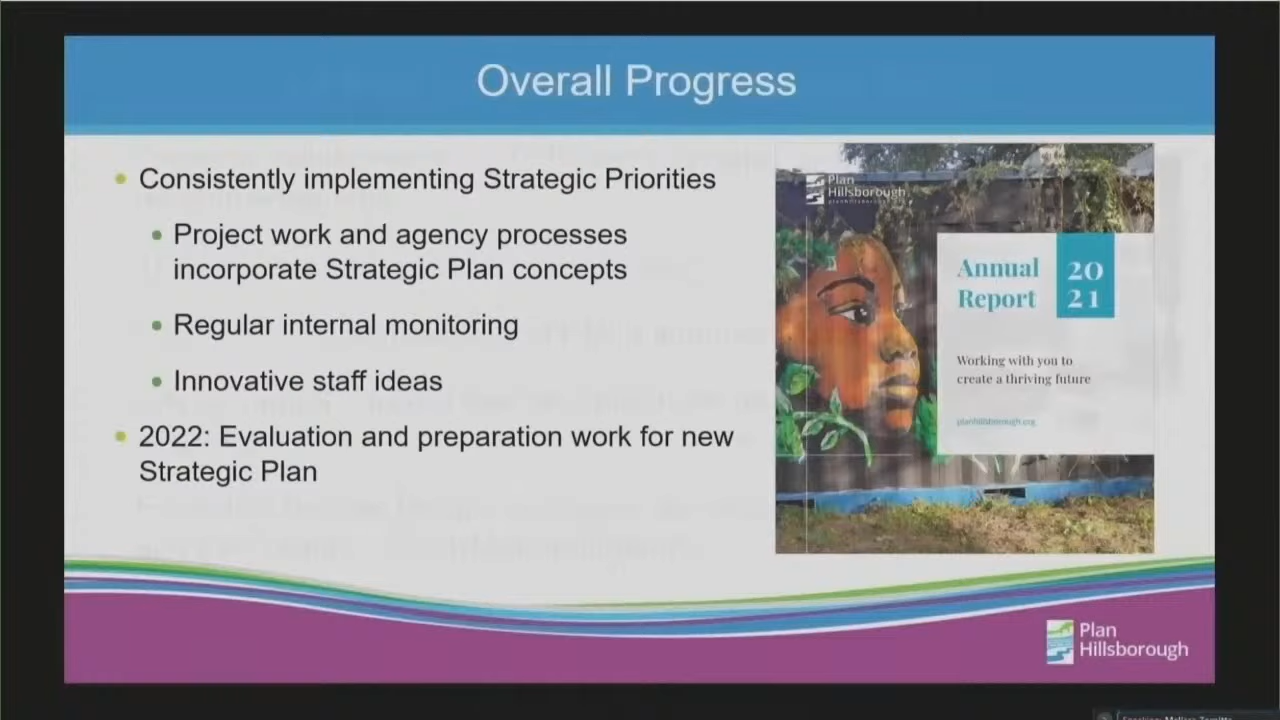 Overall Progress
Consistently implementing Strategic Priorities
Project work and agency processes
incorporate Strategic Plan concepts
Regular internal monitoring
Innovative staff ideas
2022: Evaluation and preparation work for new
Strategic Plan
Plan
Hillsborough
planhillsborough.org
Annual
Report
20
21
Working with you to
create a thriving future
planhillsborough.org
Plan
Hillsborough